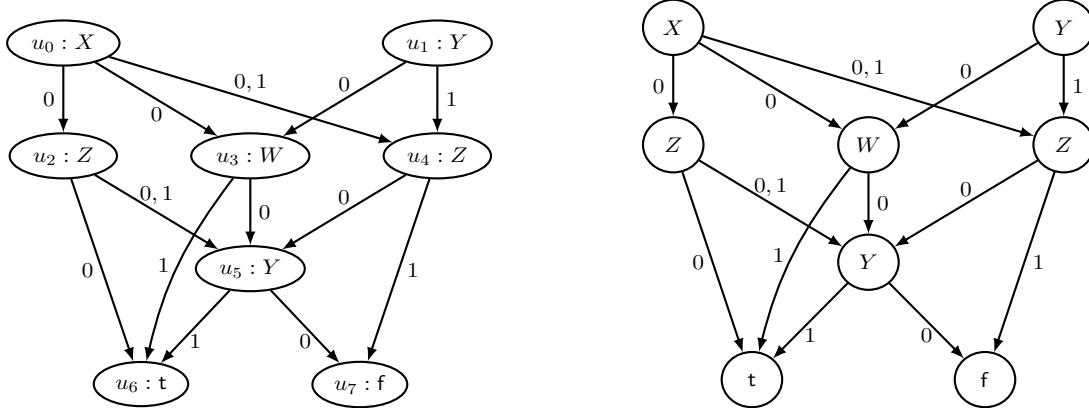 u₀ : X u₁ : Y X Y
0 0 0, 1 0 1 0 0 0, 1 0 1
u₂ : Z u₃ : W u₄ : Z Z W Z
0, 1 0 0 0, 1 0 0
0 1 u₅ : Y 1 0 1 Y 1
1 0 1 0
u₆ : t u₇ : f t f